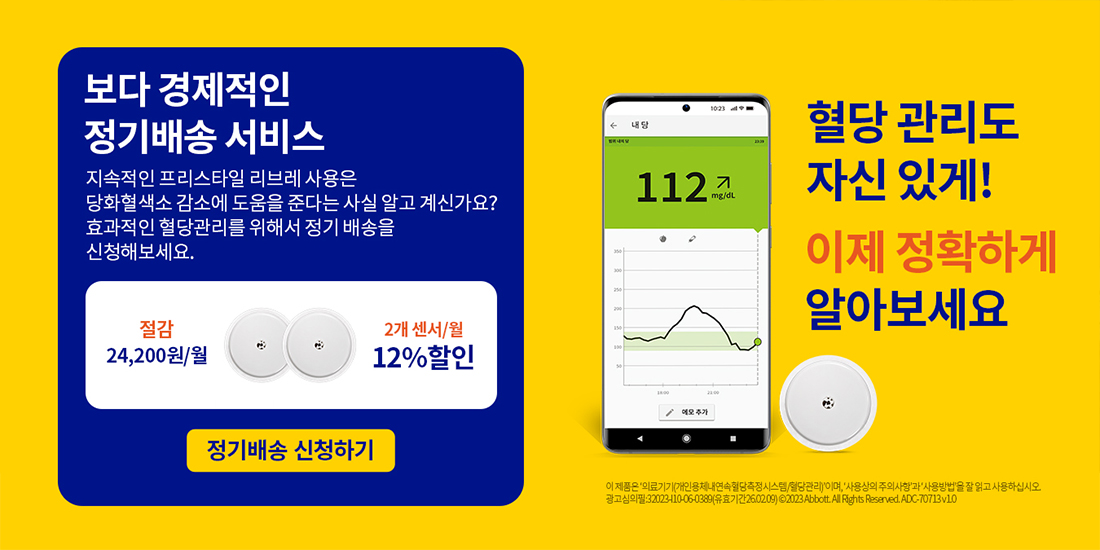 보다 경제적인
정기배송 서비스
지속적인 프리스타일 리브레 사용은
당화혈색소 감소에 도움을 준다는 사실 알고 계신가요?
효과적인 혈당관리를 위해서 정기 배송을
신청해보세요.
절감
24,200원/월
2개 센서/월
12%할인
정기배송 신청하기
10:23
내 당
112
mg/dL
350
300
250
200
150
100
50
18:00
21:00
메모 추가
혈당 관리도
자신 있게!
이제 정확하게
알아보세요
이 제품은 '의료기기(개인용체내연속혈당측정시스템/혈당관리)'이며, '사용상의 주의사항'과 '사용방법'을 잘 읽고 사용하십시오.
광고심의필:32023-I10-06-0389(유효기간26.02.09) ©2023 Abbott. All Rights Reserved. ADC-70713 v1.0